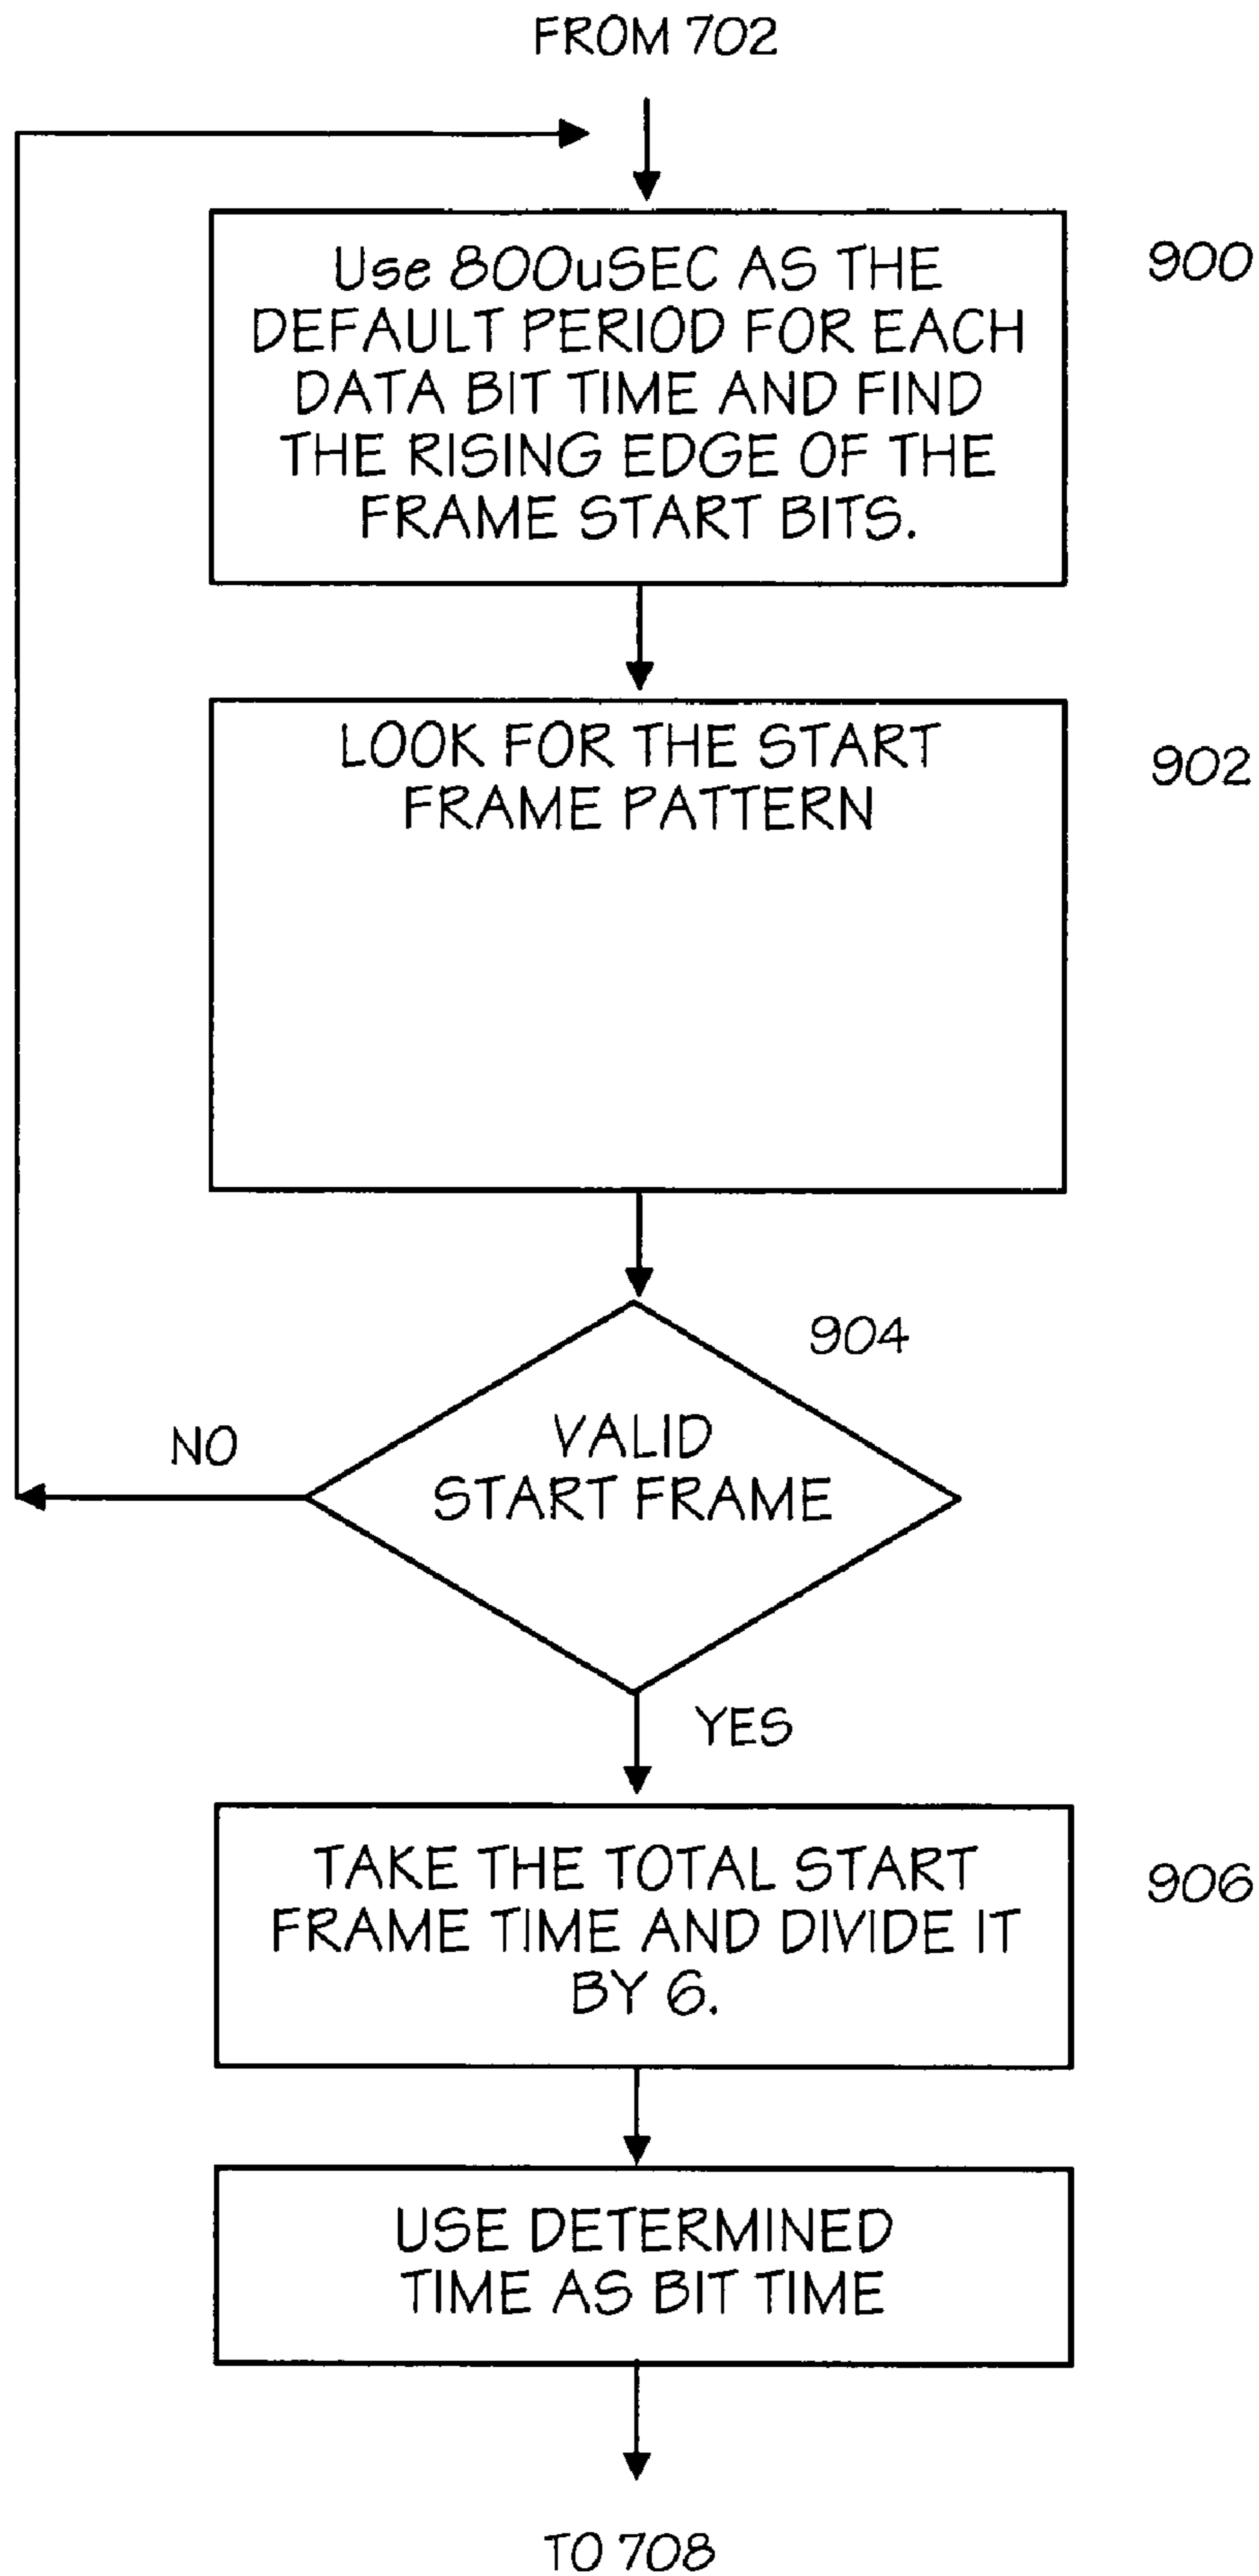 FROM 702
Use 800uSEC AS THE
DEFAULT PERIOD FOR EACH
DATA BIT TIME AND FIND
THE RISING EDGE OF THE
FRAME START BITS.
900
LOOK FOR THE START
FRAME PATTERN
902
904
VALID
START FRAME
NO
YES
TAKE THE TOTAL START
FRAME TIME AND DIVIDE IT
BY 6.
906
USE DETERMINED
TIME AS BIT TIME
TO 708